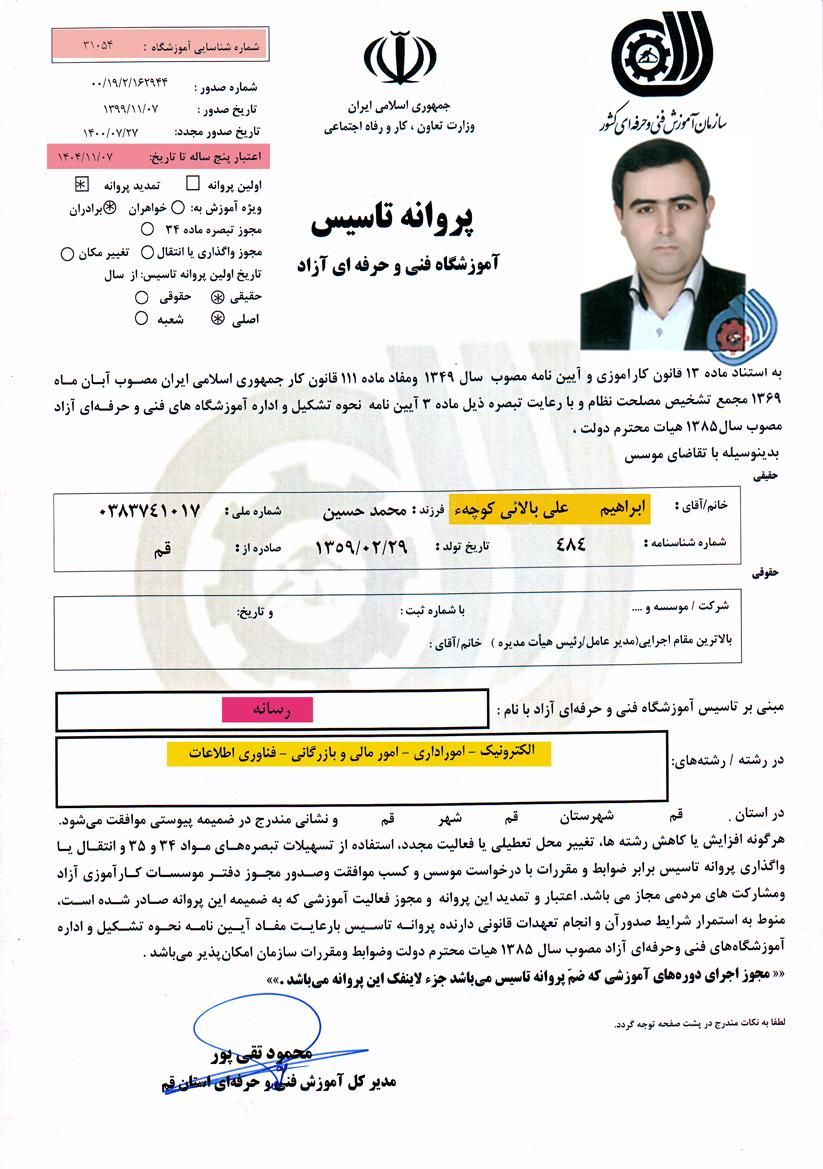 شماره شناسایی آموزشگاه : ۳۱۰۵۴
شماره صدور : ۰۰/۱۹/۲/۱۶۲۹۴۴
تاریخ صدور : ۱۳۹۹/۱۱/۰۷
تاریخ صدور مجدد: ۱۴۰۰/۰۷/۲۷
اعتبار پنج ساله تا تاریخ: ۱۴۰۴/۱۱/۰۷
اولین پروانه تمدید پروانه
ویژه آموزش به: خواهران برادران
مجوز تبصره ماده ۳۴
مجوز واگذاری یا انتقال تغییر مکان
تاریخ اولین پروانه تاسیس: از سال
حقیقی حقوقی
اصلی شعبه
جمهوری اسلامی ایران
وزارت تعاون ، کار و رفاه اجتماعی
سازمان آموزش فنی و حرفه‌ای کشور
پروانه تاسیس
آموزشگاه فنی و حرفه ای آزاد
به استناد ماده ۱۳ قانون کاراموزی و آیین نامه مصوب سال ۱۳۴۹ ومفاد ماده ۱۱۱ قانون کار جمهوری اسلامی ایران مصوب آبان ماه
۱۳۶۹ مجمع تشخیص مصلحت نظام و با رعایت تبصره ذیل ماده ۳ آیین نامه نحوه تشکیل و اداره آموزشگاه های فنی و حرفه‌ای آزاد
مصوب سال۱۳۸۵ هیات محترم دولت ،
بدینوسیله با تقاضای موسس
حقیقی
خانم/آقای : ابراهیم علی بالائی کوچهء فرزند : محمد حسین شماره ملی : ۰۳۸۳۷۴۱۰۱۷
شماره شناسنامه : ۴۸۴ تاریخ تولد : ۱۳۵۹/۰۲/۲۹ صادره از : قم
حقوقی
شرکت / موسسه و .... با شماره ثبت : و تاریخ:
بالاترین مقام اجرایی(مدیر عامل/رئیس هیأت مدیره ) خانم/آقای :
مبنی بر تاسیس آموزشگاه فنی و حرفه‌ای آزاد با نام : رسانه
در رشته / رشته‌های: الکترونیک - اموراداری - امور مالی و بازرگانی - فناوری اطلاعات
در استان . قم شهرستان قم شهر قم و نشانی مندرج در ضمیمه پیوستی موافقت می‌شود.
هرگونه افزایش یا کاهش رشته ها، تغییر محل تعطیلی یا فعالیت مجدد، استفاده از تسهیلات تبصره‌های مواد ۳۴ و ۳۵ و انتقال یا
واگذاری پروانه تاسیس برابر ضوابط و مقررات با درخواست موسس و کسب موافقت وصدور مجوز دفتر موسسات کارآموزی آزاد
ومشارکت های مردمی مجاز می باشد. اعتبار و تمدید این پروانه و مجوز فعالیت آموزشی که به ضمیمه این پروانه صادر شده است،
منوط به استمرار شرایط صدورآن و انجام تعهدات قانونی دارنده پروانه تاسیس بارعایت مفاد آیین نامه نحوه تشکیل و اداره
آموزشگاه‌های فنی وحرفه‌ای آزاد مصوب سال ۱۳۸۵ هیات محترم دولت وضوابط ومقررات سازمان امکان‌پذیر می‌باشد .
«« مجوز اجرای دوره‌های آموزشی که ضمّ پروانه تاسیس می‌باشد جزء لاینفک این پروانه می‌باشد .»»
لطفا به نکات مندرج در پشت صفحه توجه گردد.
محمود تقی پور
مدیر کل آموزش فنی و حرفه‌ای استان قم